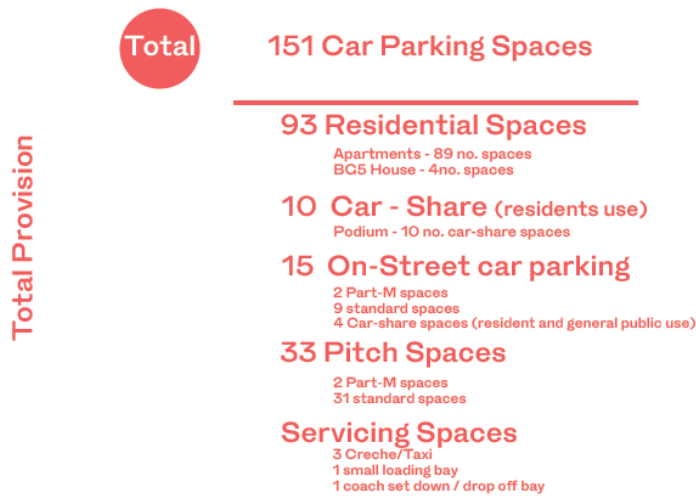 Total
151 Car Parking Spaces
Total Provision
93 Residential Spaces
Apartments - 89 no. spaces
BG5 House - 4no. spaces
10 Car - Share (residents use)
Podium - 10 no. car-share spaces
15 On-Street car parking
2 Part-M spaces
9 standard spaces
4 Car-share spaces (resident and general public use)
33 Pitch Spaces
2 Part-M spaces
31 standard spaces
Servicing Spaces
3 Creche/Taxi
1 small loading bay
1 coach set down / drop off bay